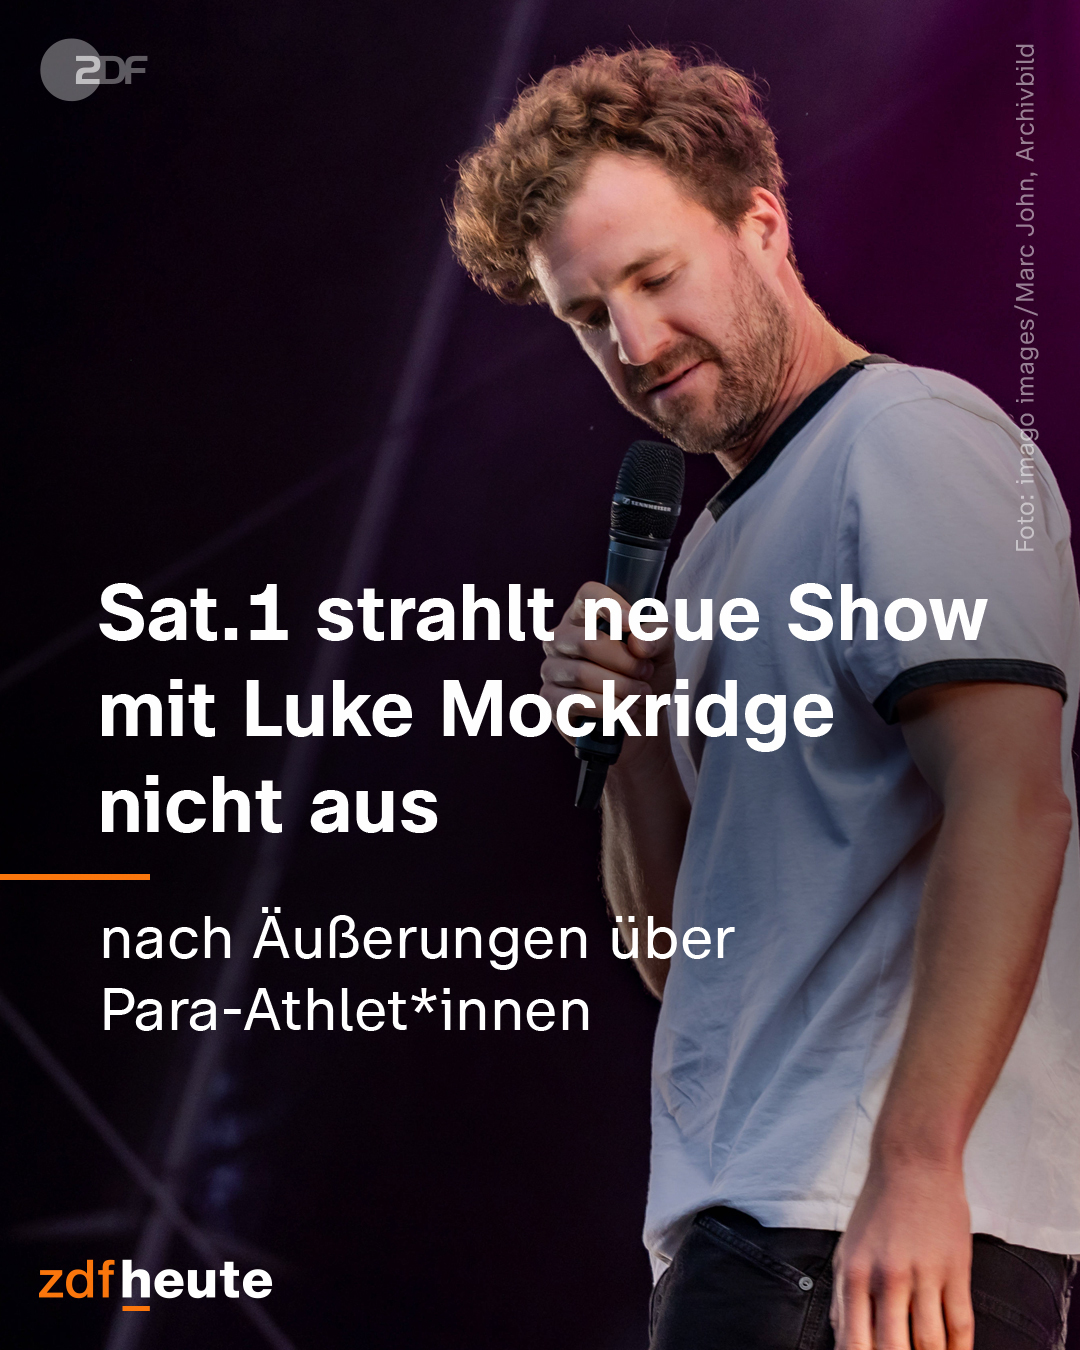 ZDF
Foto: imago images/Marc John, Archivbild
SENNHEISER
Sat.1 strahlt neue Show
mit Luke Mockridge
nicht aus
nach Äußerungen über
Para-Athlet*innen
zdfheute